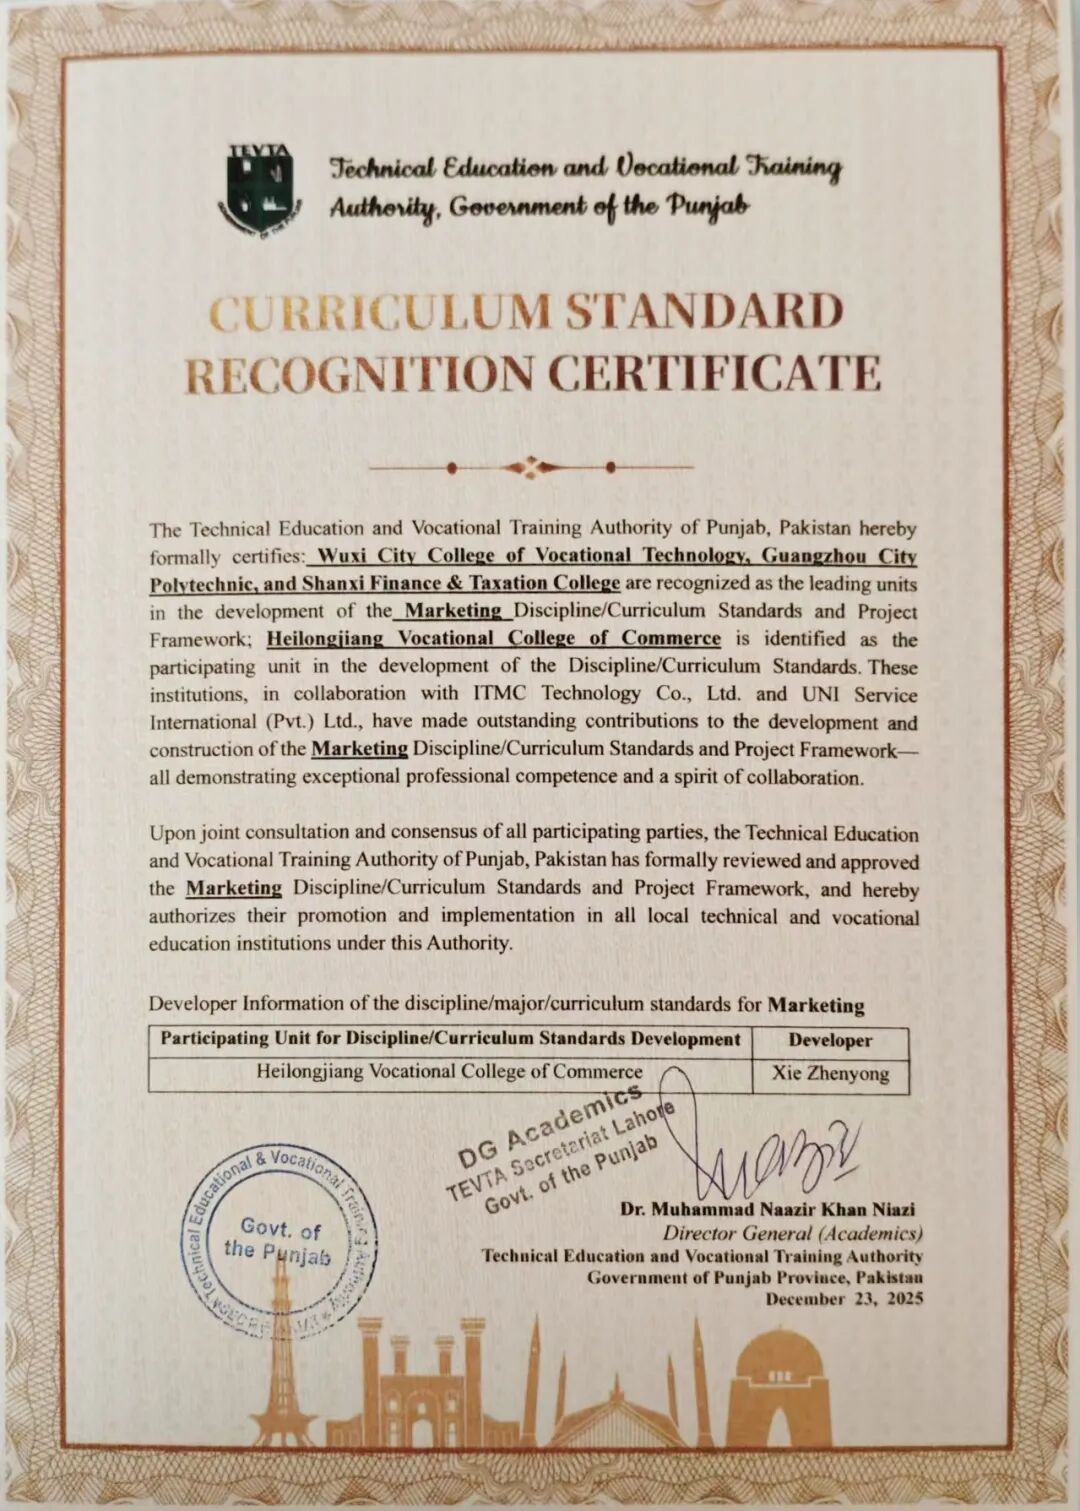 TEVTA
GOVERNMENT OF THE PUNJAB
Technical Education and Vocational Training
Authority, Government of the Punjab
CURRICULUM STANDARD
RECOGNITION CERTIFICATE
The Technical Education and Vocational Training Authority of Punjab, Pakistan hereby
formally certifies: Wuxi City College of Vocational Technology, Guangzhou City
Polytechnic, and Shanxi Finance & Taxation College are recognized as the leading units
in the development of the Marketing Discipline/Curriculum Standards and Project
Framework; Heilongjiang Vocational College of Commerce is identified as the
participating unit in the development of the Discipline/Curriculum Standards. These
institutions, in collaboration with ITMC Technology Co., Ltd. and UNI Service
International (Pvt.) Ltd., have made outstanding contributions to the development and
construction of the Marketing Discipline/Curriculum Standards and Project Framework—
all demonstrating exceptional professional competence and a spirit of collaboration.
Upon joint consultation and consensus of all participating parties, the Technical Education
and Vocational Training Authority of Punjab, Pakistan has formally reviewed and approved
the Marketing Discipline/Curriculum Standards and Project Framework, and hereby
authorizes their promotion and implementation in all local technical and vocational
education institutions under this Authority.
Developer Information of the discipline/major/curriculum standards for Marketing
Participating Unit for Discipline/Curriculum Standards Development Developer
Heilongjiang Vocational College of Commerce Xie Zhenyong
DG Academics
TEVTA Secretariat Lahore
Govt. of the Punjab
Technical Educational & Vocational Training Authority
Govt. of
the Punjab
Dr. Muhammad Naazir Khan Niazi
Director General (Academics)
Technical Education and Vocational Training Authority
Government of Punjab Province, Pakistan
December 23, 2025